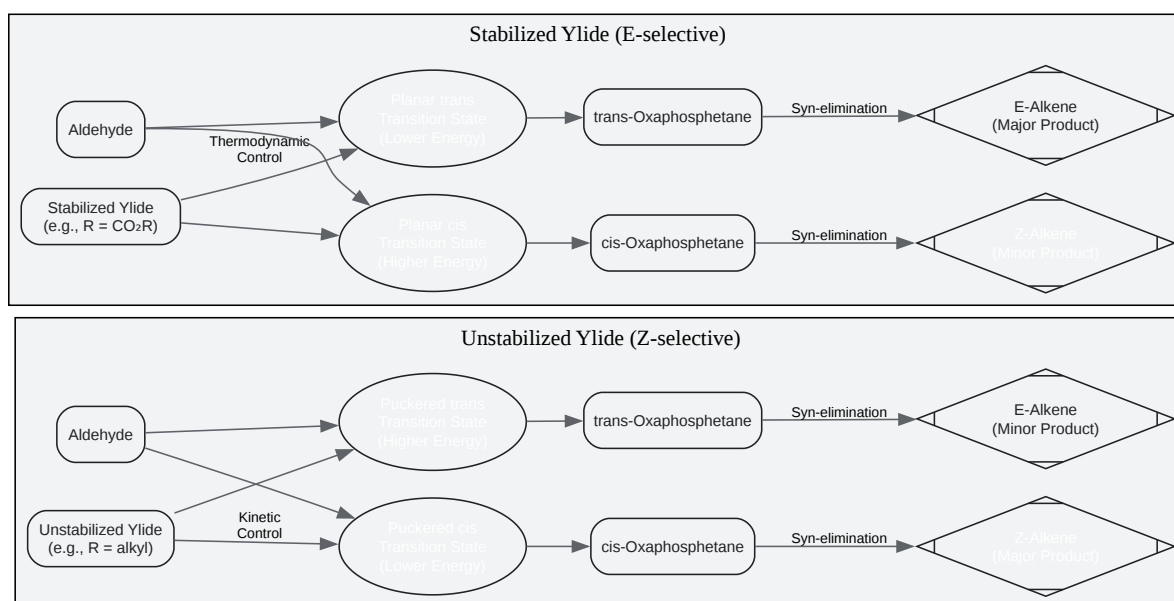 Stabilized Ylide (E-selective)
Aldehyde
Stabilized Ylide
(e.g., R = CO₂R)
Thermodynamic
Control
Planar trans
Transition State
(Lower Energy)
Planar cis
Transition State
(Higher Energy)
trans-Oxaphosphetane
cis-Oxaphosphetane
Syn-elimination
Syn-elimination
E-Alkene
(Major Product)
Z-Alkene
(Minor Product)
Unstabilized Ylide (Z-selective)
Aldehyde
Unstabilized Ylide
(e.g., R = alkyl)
Kinetic
Control
Puckered trans
Transition State
(Higher Energy)
Puckered cis
Transition State
(Lower Energy)
trans-Oxaphosphetane
cis-Oxaphosphetane
Syn-elimination
Syn-elimination
E-Alkene
(Minor Product)
Z-Alkene
(Major Product)